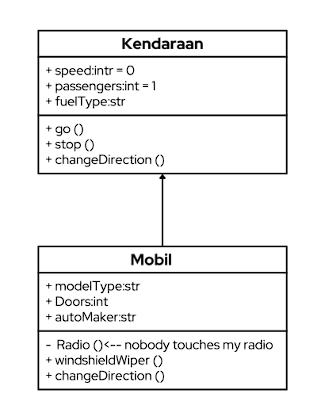 Kendaraan
+ speed:intr = 0
+ passengers:int = 1
+ fuelType:str
+ go ()
+ stop ()
+ changeDirection ()
Mobil
+ modelType:str
+ Doors:int
+ autoMaker:str
- Radio ()<-- nobody touches my radio
+ windshieldWiper ()
+ changeDirection ()